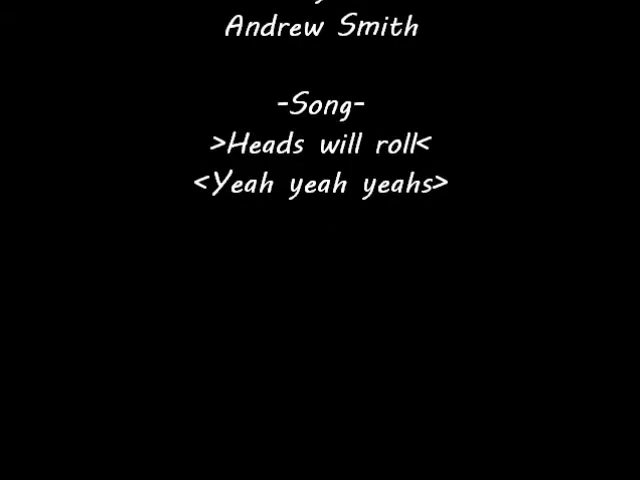 Andrew Smith
-Song-
>Heads will roll<
<Yeah yeah yeahs>